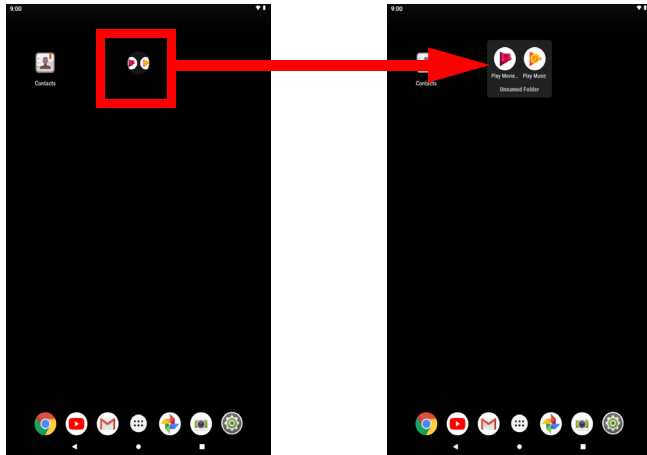 9:00
Contacts
9:00
Contacts
Play Movie... Play Music
Unnamed Folder